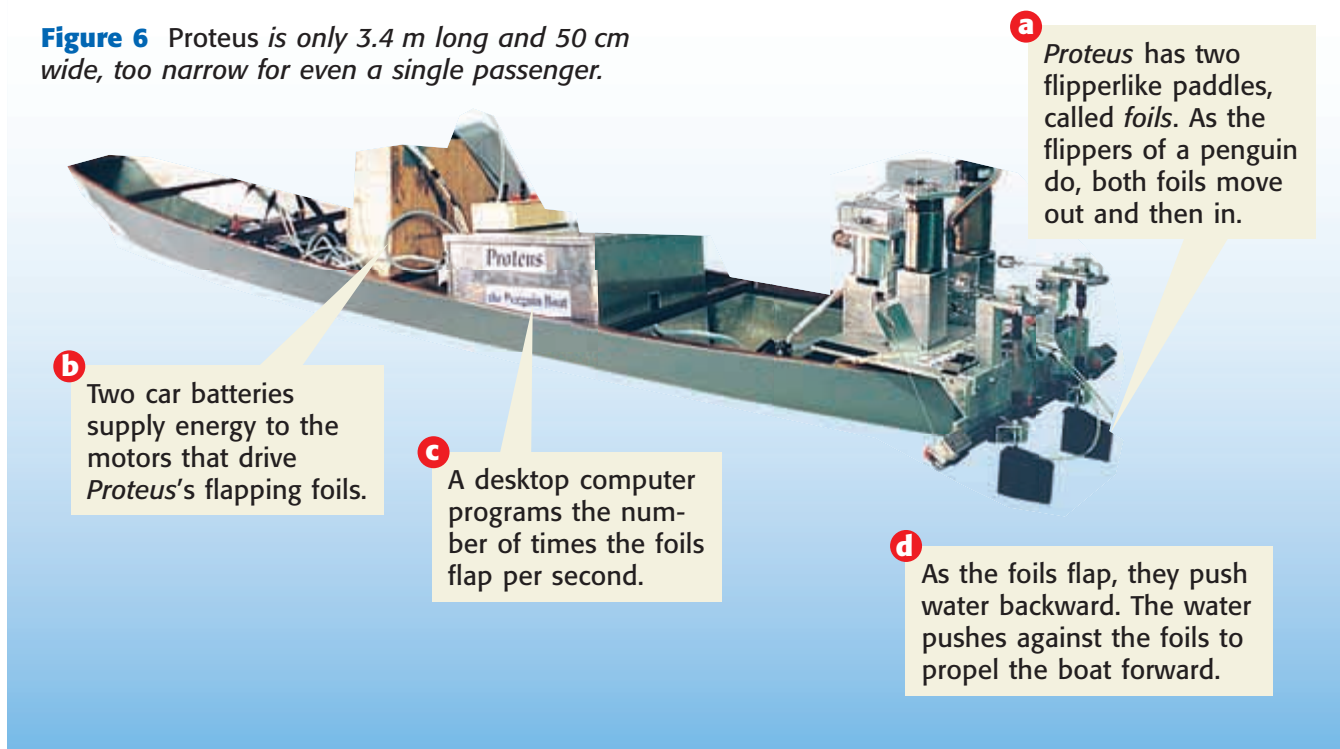 Figure 6 Proteus is only 3.4 m long and 50 cm
wide, too narrow for even a single passenger.
a
Proteus has two
flipperlike paddles,
called foils. As the
flippers of a penguin
do, both foils move
out and then in.
Proteus
the Penguin Boat
b
Two car batteries
supply energy to the
motors that drive
Proteus's flapping foils.
c
A desktop computer
programs the num-
ber of times the foils
flap per second.
d
As the foils flap, they push
water backward. The water
pushes against the foils to
propel the boat forward.